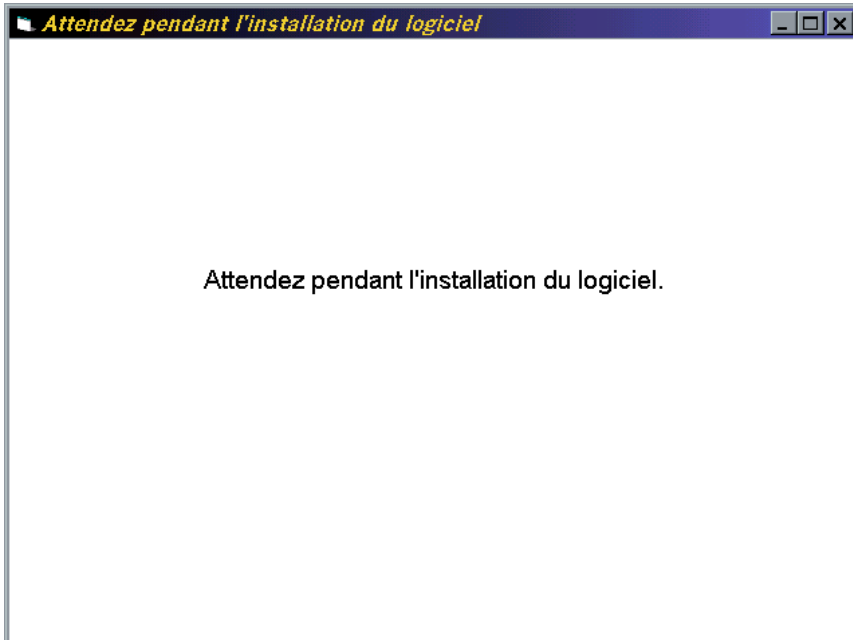 Attendez pendant l'installation du logiciel
Attendez pendant l'installation du logiciel.